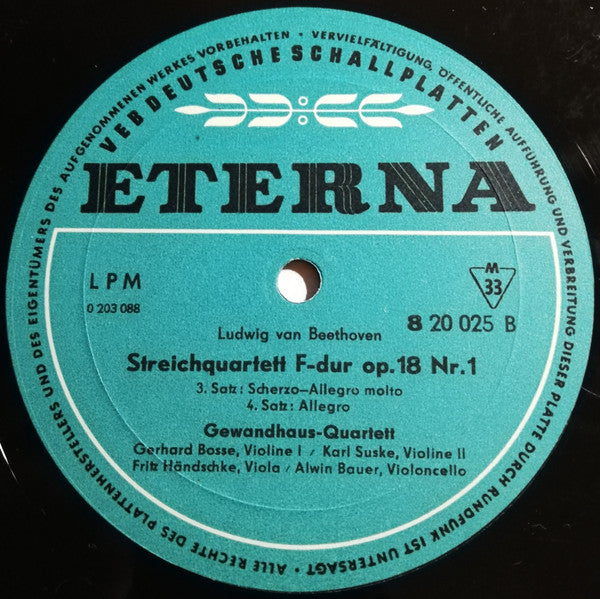 ALLE RECHTE DES PLATTENHERSTELLERS UND DES EIGENTÜMERS DES AUFGENOMMENEN WERKES VORBEHALTEN • VERVIELFÄLTIGUNG, ÖFFENTLICHE AUFFÜHRUNG UND VERBREITUNG DIESER PLATTE DURCH RUNDFUNK IST UNTERSAGT •
VEB DEUTSCHE SCHALLPLATTEN
ETERNA
LPM
0 203 088
M
33
8 20 025 B
Ludwig van Beethoven
Streichquartett F-dur op. 18 Nr. 1
3. Satz: Scherzo–Allegro molto
4. Satz: Allegro
Gewandhaus-Quartett
Gerhard Bosse, Violine I / Karl Suske, Violine II
Fritz Händschke, Viola / Alwin Bauer, Violoncello